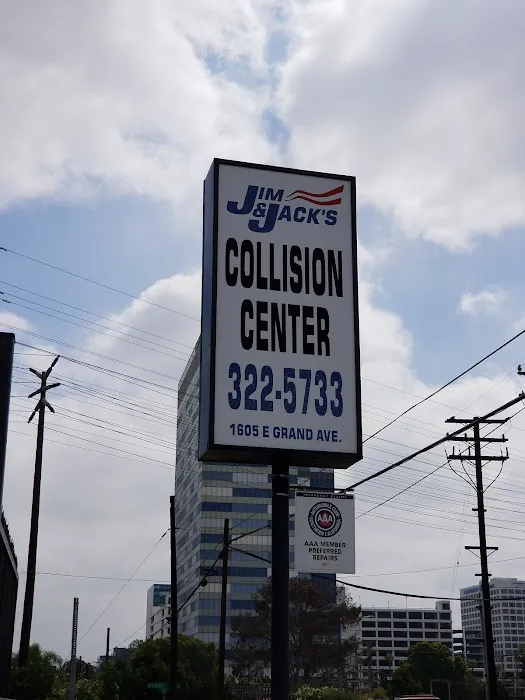 JIM
& JACK'S
COLLISION
CENTER
322-5733
1605 E GRAND AVE.
AAA
AAA MEMBER
PREFERRED
REPAIRS